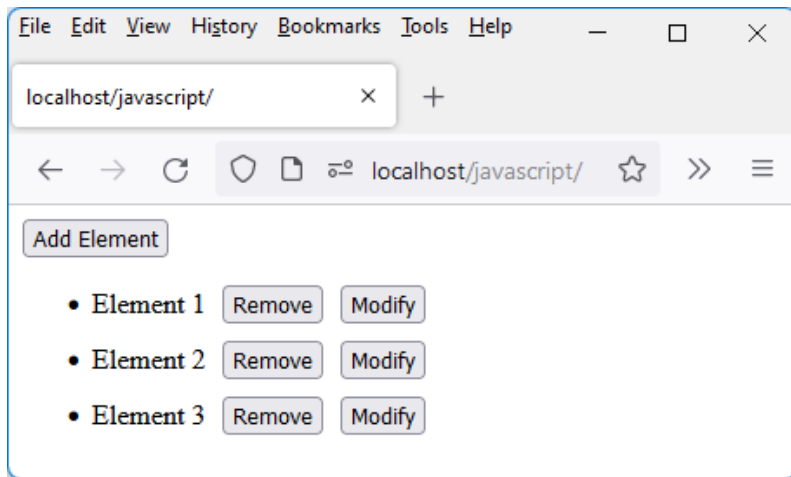 File Edit View History Bookmarks Tools Help
localhost/javascript/
localhost/javascript/
Add Element
Element 1 Remove Modify
Element 2 Remove Modify
Element 3 Remove Modify